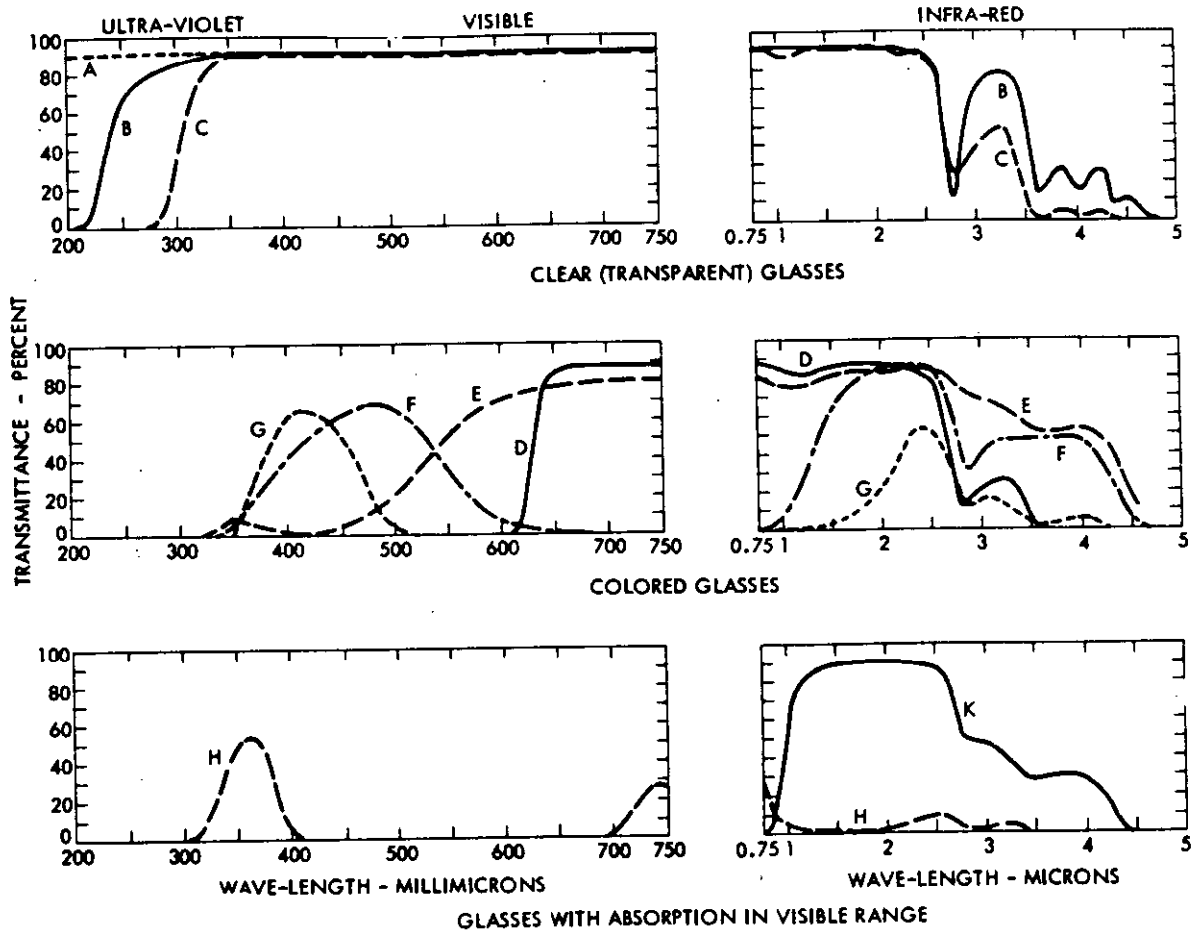 ULTRA-VIOLET VISIBLE INFRA-RED
100
80
60
40
20
0
A
B
C
B
C
200 300 400 500 600 700 750
0.75 1 2 3 4 5
CLEAR (TRANSPARENT) GLASSES
TRANSMITTANCE - PERCENT
100
80
60
40
20
0
G
F
E
D
D
E
F
G
200 300 400 500 600 700 750
0.75 1 2 3 4 5
COLORED GLASSES
100
80
60
40
20
0
H
K
H
200 300 400 500 600 700 750
0.75 1 2 3 4 5
WAVE-LENGTH - MILLIMICRONS
WAVE-LENGTH - MICRONS
GLASSES WITH ABSORPTION IN VISIBLE RANGE